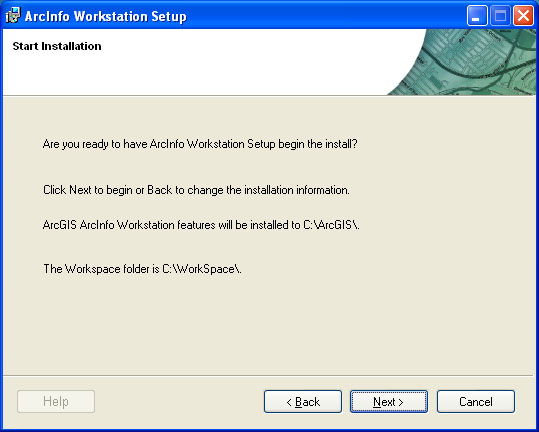 ArcInfo Workstation Setup
Start Installation
Are you ready to have ArcInfo Workstation Setup begin the install?
Click Next to begin or Back to change the installation information.
ArcGIS ArcInfo Workstation features will be installed to C:\ArcGIS\.
The Workspace folder is C:\WorkSpace\.
Help
< Back
Next >
Cancel